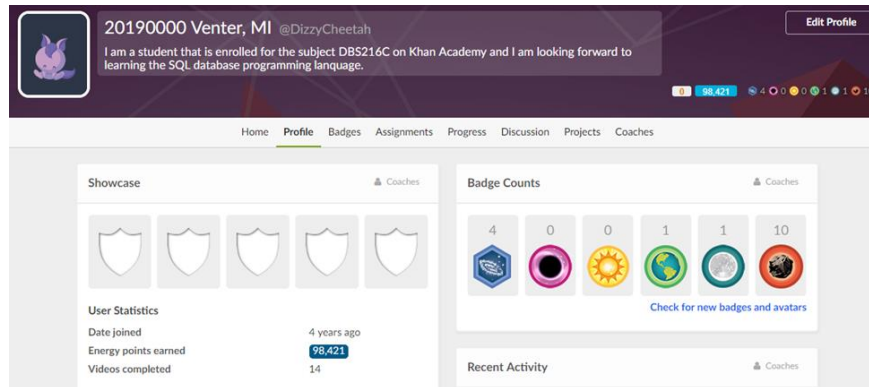 20190000 Venter, MI @DizzyCheetah
Edit Profile
I am a student that is enrolled for the subject DBS216C on Khan Academy and I am looking forward to
learning the SQL database programming lanquage.
0 98,421 4 0 0 1 1 10
Home Profile Badges Assignments Progress Discussion Projects Coaches
Showcase Coaches
User Statistics
Date joined 4 years ago
Energy points earned 98,421
Videos completed 14
Badge Counts Coaches
4 0 0 1 1 10
Check for new badges and avatars
Recent Activity Coaches